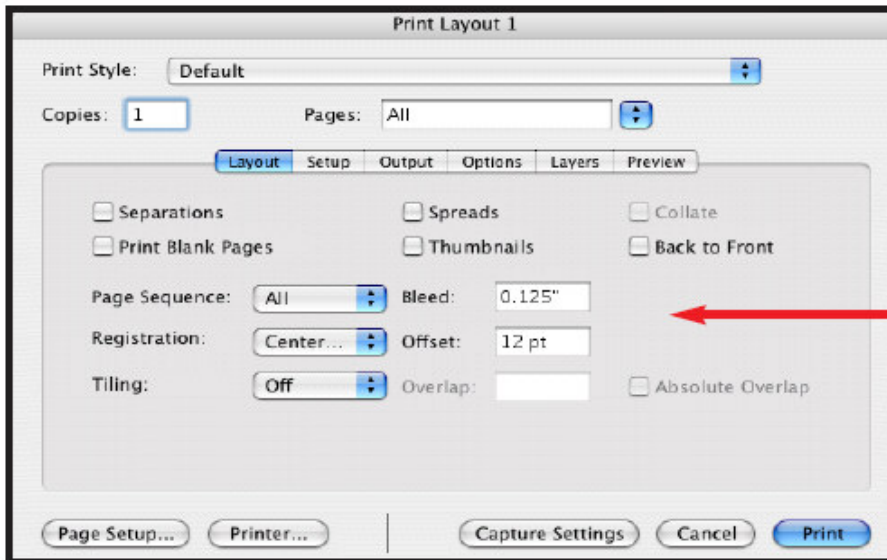 Print Layout 1
Print Style: Default
Copies: 1 Pages: All
Layout Setup Output Options Layers Preview
Separations Spreads Collate
Print Blank Pages Thumbnails Back to Front
Page Sequence: All Bleed: 0.125"
Registration: Center... Offset: 12 pt
Tiling: Off Overlap: Absolute Overlap
Page Setup... Printer... Capture Settings Cancel Print